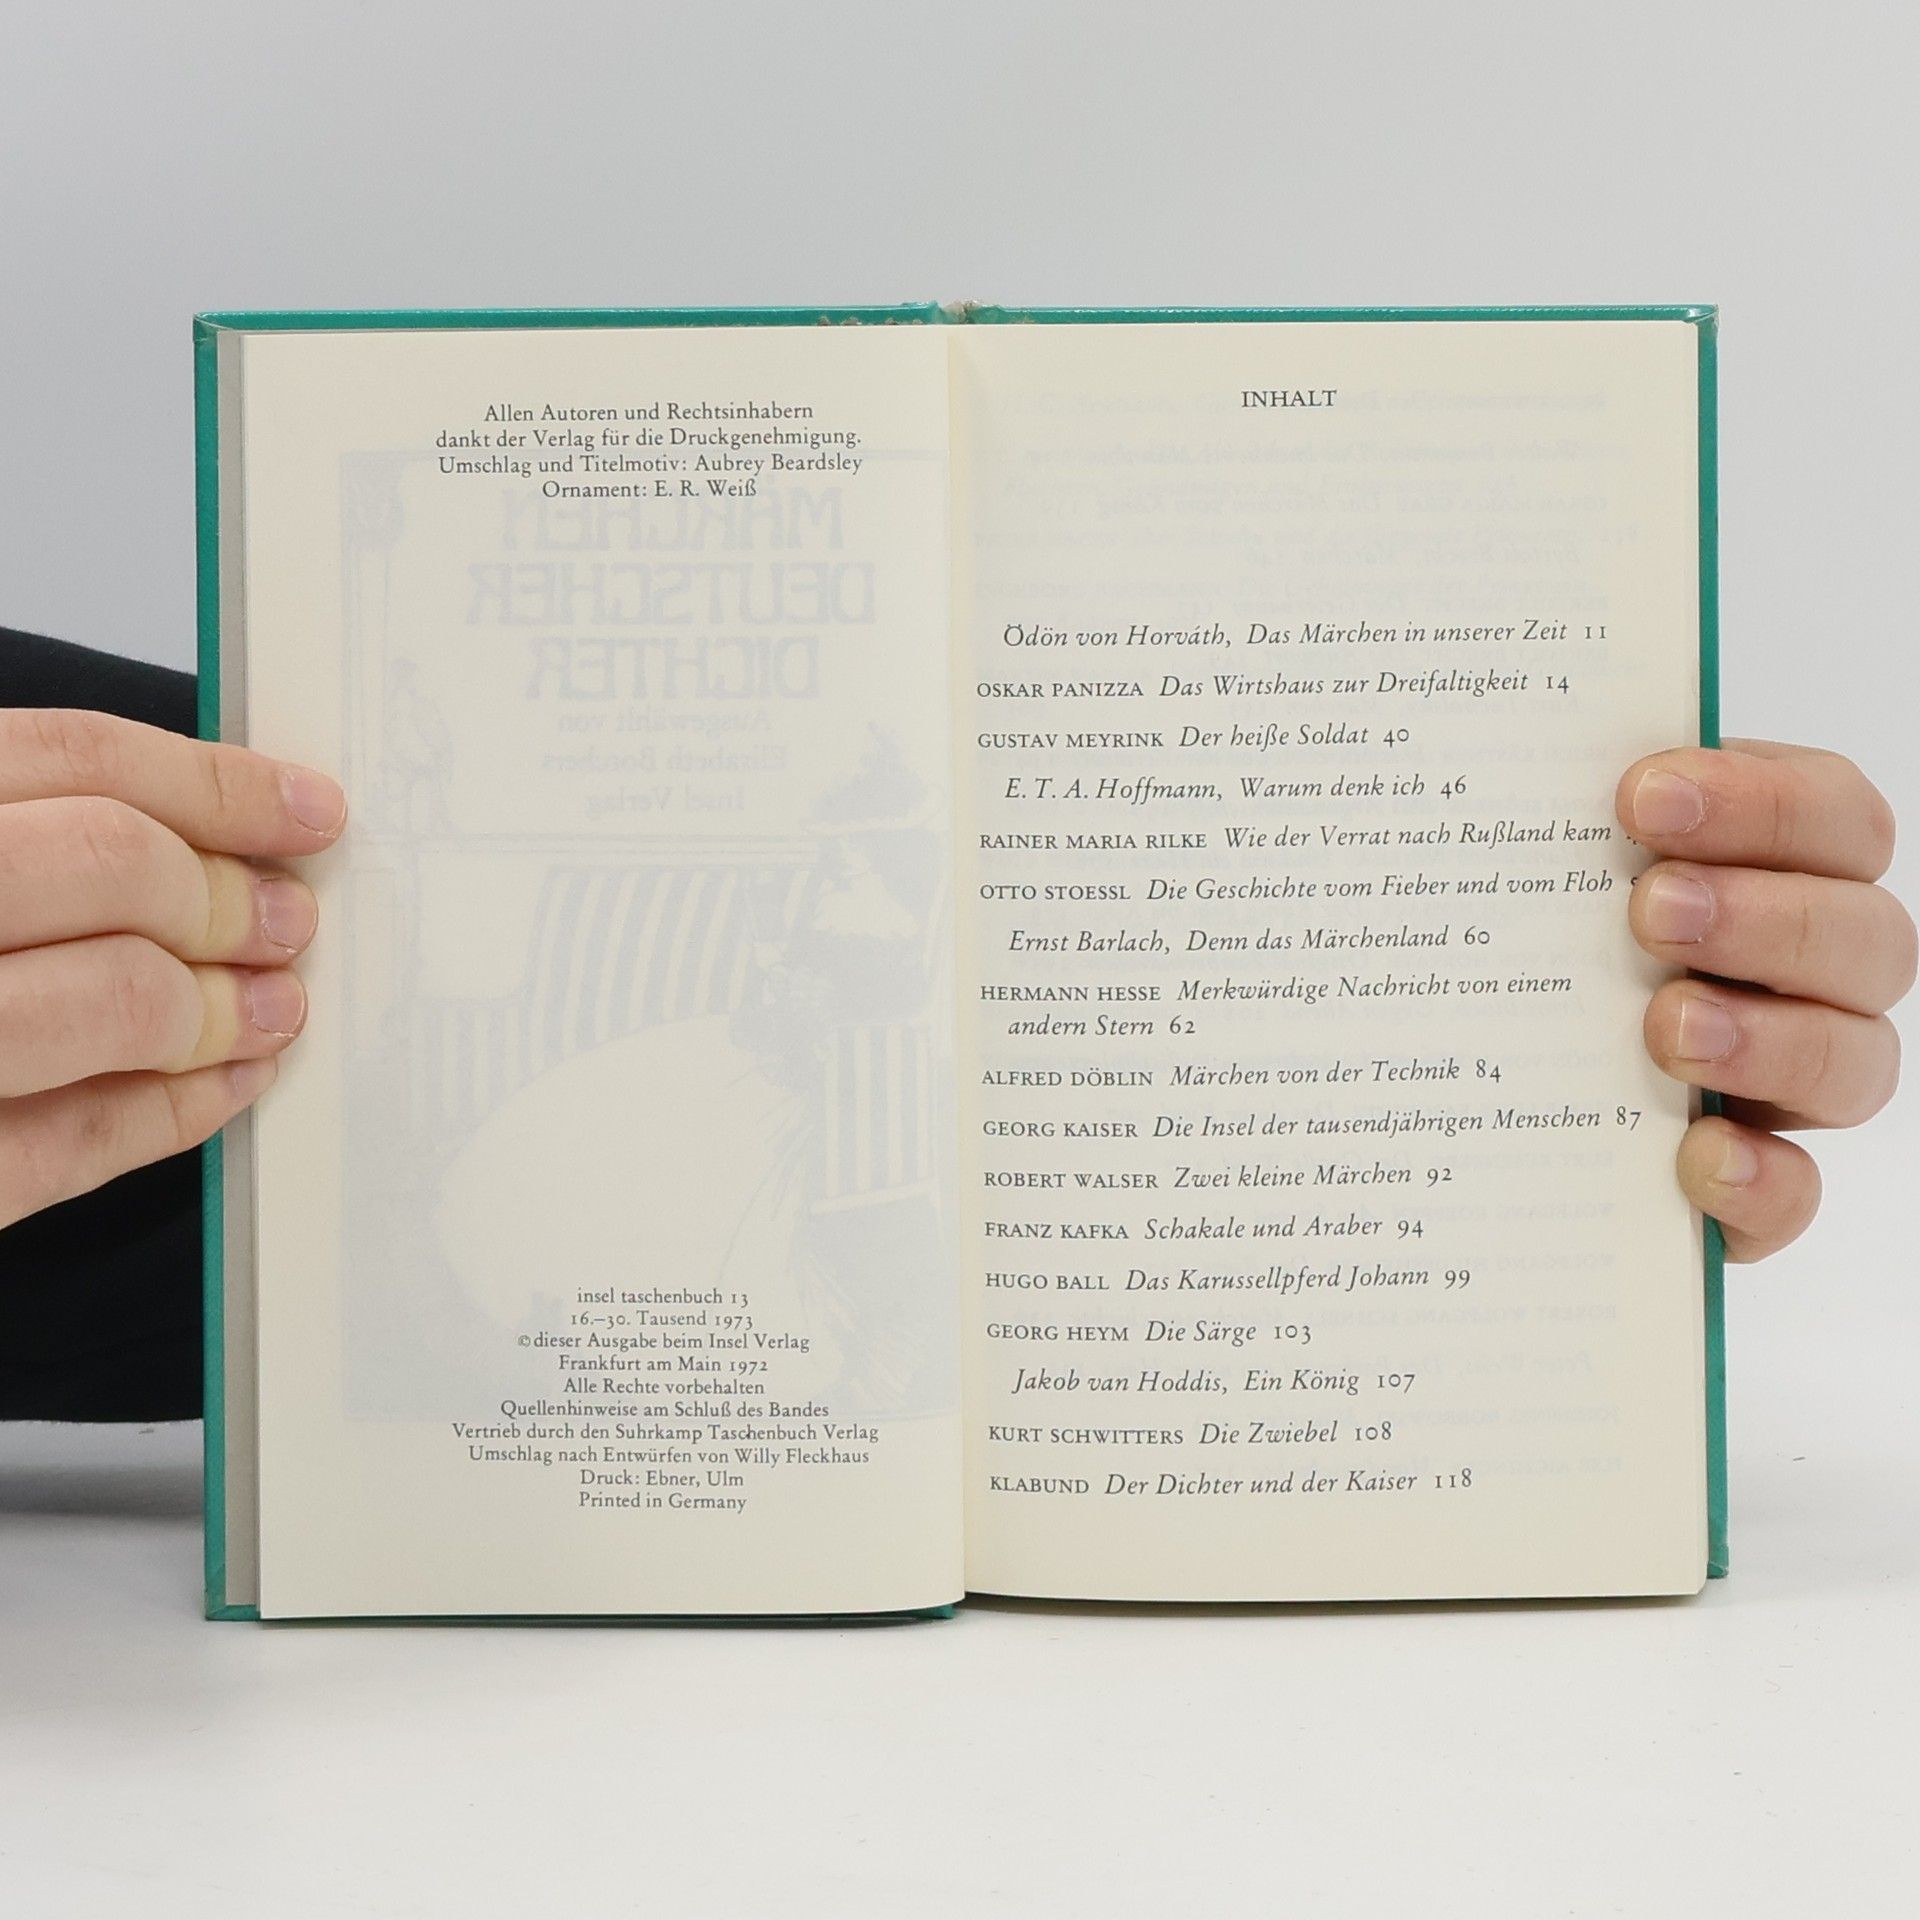 Allen Autoren und Rechtsinhabern
dankt der Verlag für die Druckgenehmigung.
Umschlag und Titelmotiv: Aubrey Beardsley
Ornament: E. R. Weiß
MÄRCHEN
DEUTSCHER
DICHTER
Ausgewählt von
Elisabeth Borchers
Insel Verlag
insel taschenbuch 13
16.–30. Tausend 1973
© dieser Ausgabe beim Insel Verlag
Frankfurt am Main 1972
Alle Rechte vorbehalten
Quellenhinweise am Schluß des Bandes
Vertrieb durch den Suhrkamp Taschenbuch Verlag
Umschlag nach Entwürfen von Willy Fleckhaus
Druck: Ebner, Ulm
Printed in Germany
INHALT
Ödön von Horváth, Das Märchen in unserer Zeit 11
OSKAR PANIZZA Das Wirtshaus zur Dreifaltigkeit 14
GUSTAV MEYRINK Der heiße Soldat 40
E. T. A. Hoffmann, Warum denk ich 46
RAINER MARIA RILKE Wie der Verrat nach Rußland kam
OTTO STOESSL Die Geschichte vom Fieber und vom Floh
Ernst Barlach, Denn das Märchenland 60
HERMANN HESSE Merkwürdige Nachricht von einem
andern Stern 62
ALFRED DÖBLIN Märchen von der Technik 84
GEORG KAISER Die Insel der tausendjährigen Menschen 87
ROBERT WALSER Zwei kleine Märchen 92
FRANZ KAFKA Schakale und Araber 94
HUGO BALL Das Karussellpferd Johann 99
GEORG HEYM Die Särge 103
Jakob van Hoddis, Ein König 107
KURT SCHWITTERS Die Zwiebel 108
KLABUND Der Dichter und der Kaiser 118